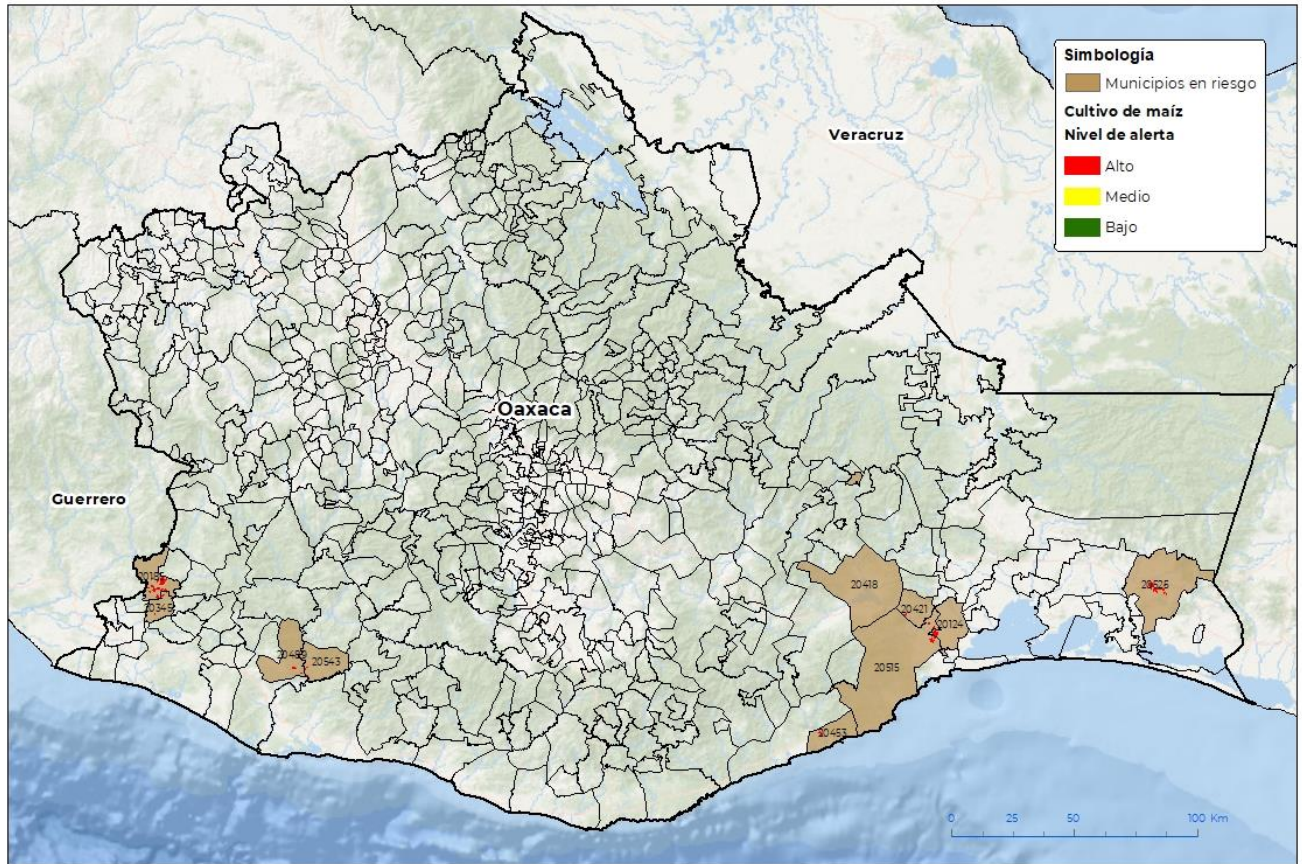 Simbología
Municipios en riesgo
Cultivo de maíz
Nivel de alerta
Alto
Medio
Bajo
Veracruz
Oaxaca
Guerrero
20345
20543
20418
20421
20124
20515
20453
0 25 50 100 Km